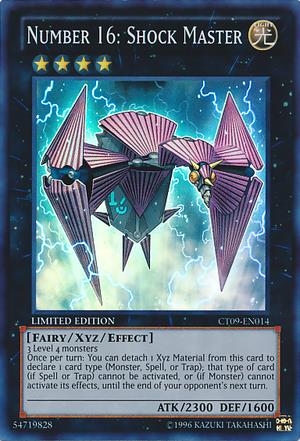 NUMBER 16: SHOCK MASTER
LIGHT
光
16
LIMITED EDITION
CT09-EN014
[FAIRY/XYZ/EFFECT]
3 Level 4 monsters
Once per turn: You can detach 1 Xyz Material from this card to
declare 1 card type (Monster, Spell, or Trap); that type of card
(if Spell or Trap) cannot be activated, or (if Monster) cannot
activate its effects, until the end of your opponent's next turn.
ATK/2300 DEF/1600
54719828
©1996 KAZUKI TAKAHASHI